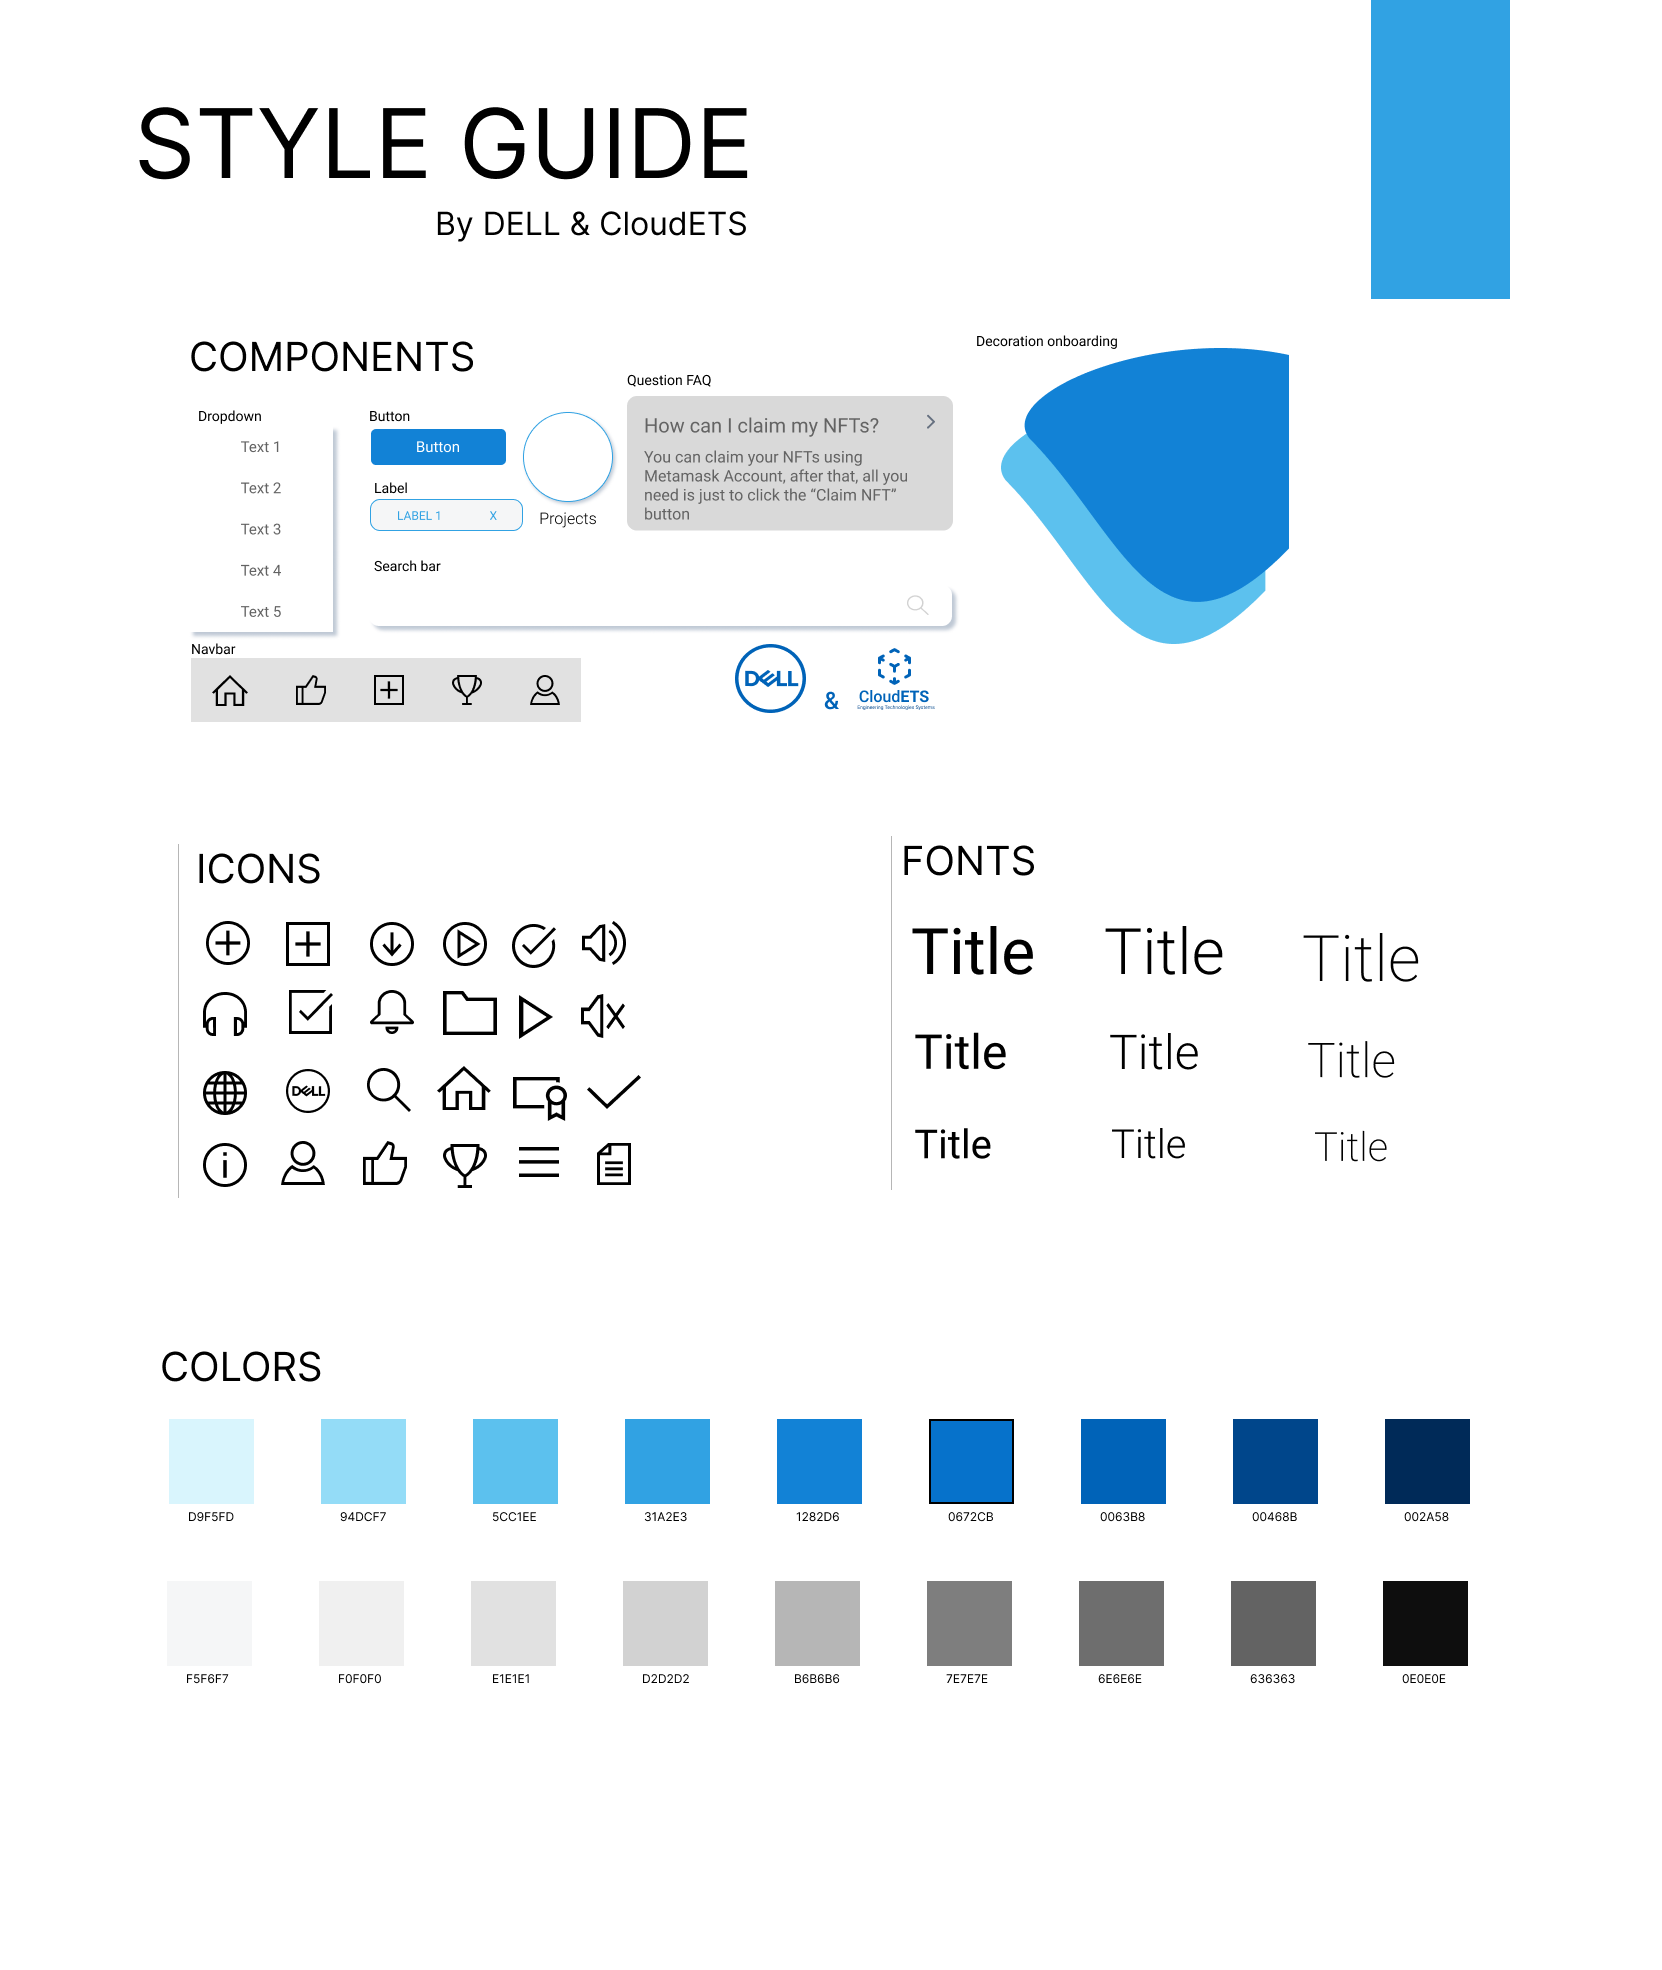 STYLE GUIDE
By DELL & CloudETS
COMPONENTS
Decoration onboarding
Question FAQ
Dropdown
Text 1
Text 2
Text 3
Text 4
Text 5
Button
Button
Label
LABEL 1 X
Projects
How can I claim my NFTs?
You can claim your NFTs using
Metamask Account, after that, all you
need is just to click the “Claim NFT”
button
Search bar
Navbar
DELL
&
CloudETS
Engineering Technologies Systems
ICONS
DELL
FONTS
Title Title Title
Title Title Title
Title Title Title
COLORS
D9F5FD 94DCF7 5CC1EE 31A2E3 1282D6 0672CB 0063B8 00468B 002A58
F5F6F7 F0F0F0 E1E1E1 D2D2D2 B6B6B6 7E7E7E 6E6E6E 636363 0E0E0E